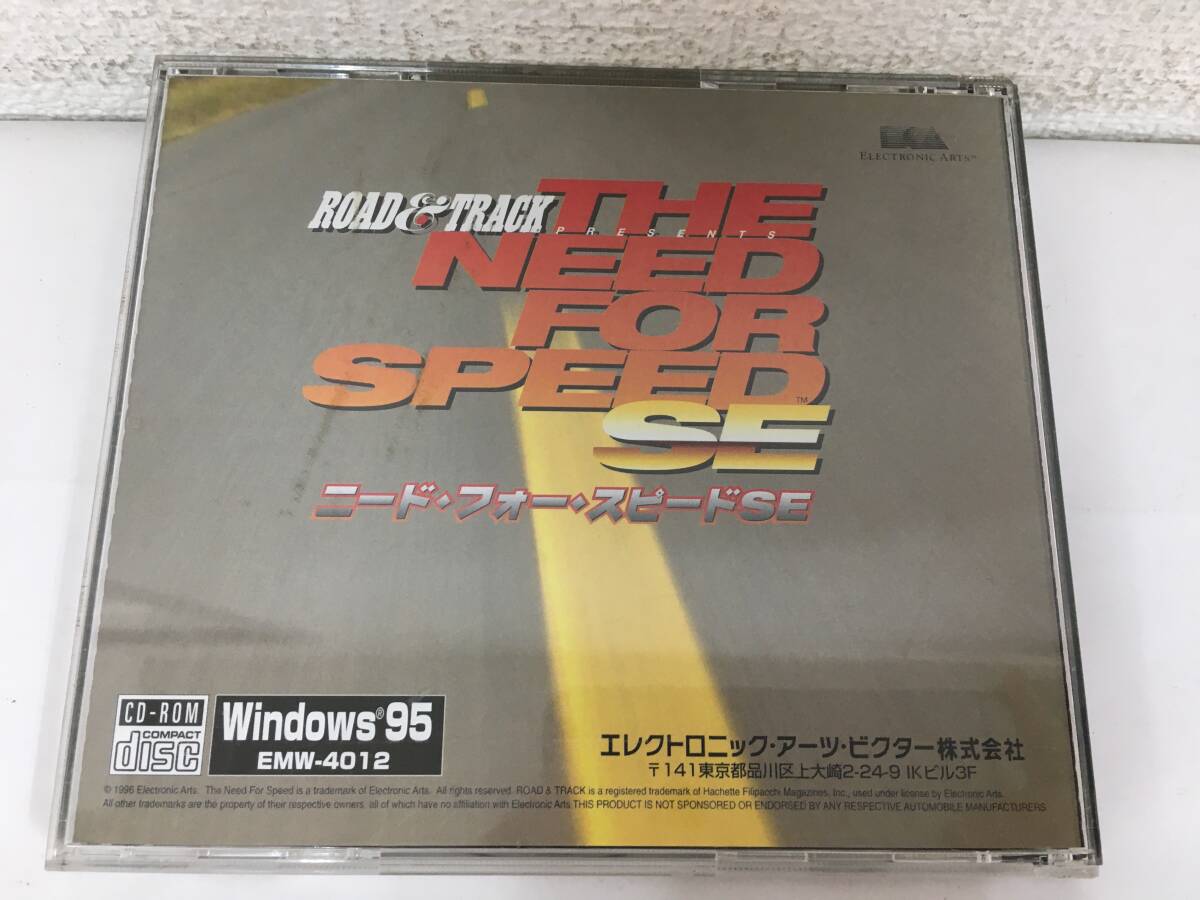 ELECTRONIC ARTS™
ROAD & TRACK
PRESENTS
THE
NEED
FOR
SPEED™
SE
ニード・フォー・スピードSE
CD-ROM
COMPACT
disc
Windows®95
EMW-4012
エレクトロニック・アーツ・ビクター株式会社
〒141東京都品川区上大崎2-24-9 IKビル3F
© 1996 Electronic Arts. The Need For Speed is a trademark of Electronic Arts. All rights reserved. ROAD & TRACK is a registered trademark of Hachette Filipacchi Magazines, Inc., used under license by Electronic Arts.
All other trademarks are the property of their respective owners, all of which have no affiliation with Electronic Arts THIS PRODUCT IS NOT SPONSORED OR ENDORSED BY ANY RESPECTIVE AUTOMOBILE MANUFACTURERS